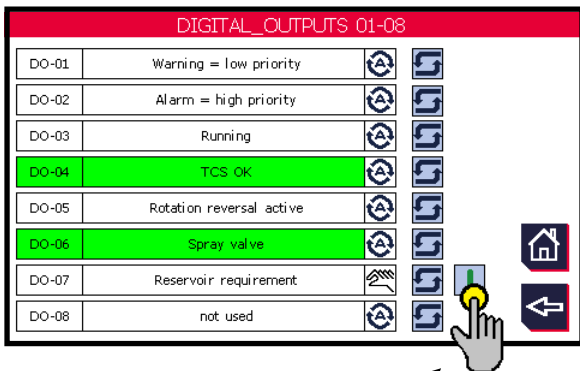 DIGITAL_OUTPUTS 01-08
DO-01 Warning = low priority A
DO-02 Alarm = high priority A
DO-03 Running A
DO-04 TCS OK A
DO-05 Rotation reversal active A
DO-06 Spray valve A
DO-07 Reservoir requirement
DO-08 not used A